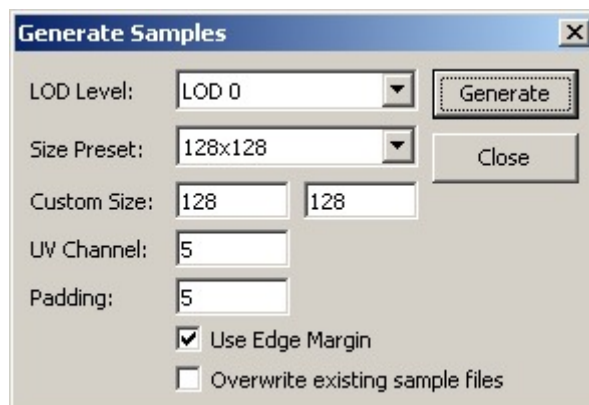 Generate Samples
LOD Level: LOD 0 Generate
Size Preset: 128x128 Close
Custom Size: 128 128
UV Channel: 5
Padding: 5
Use Edge Margin
Overwrite existing sample files